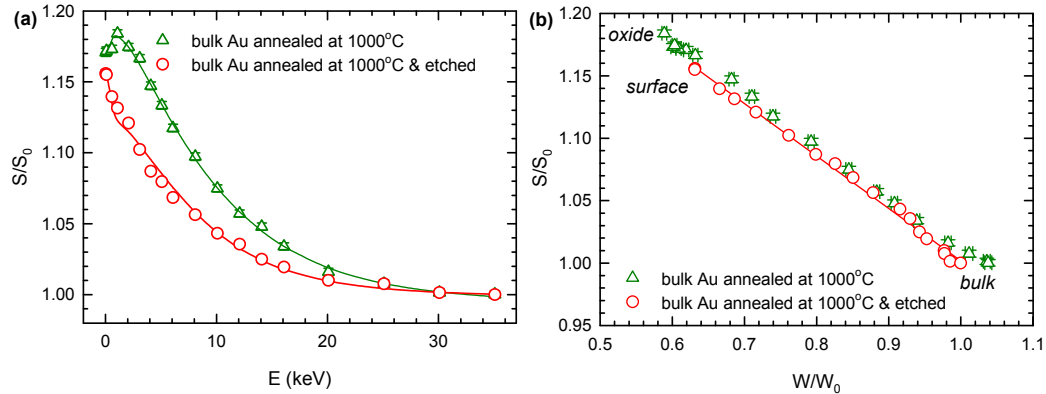 (a)
1.20
1.15
1.10
1.05
1.00
S/S₀
bulk Au annealed at 1000°C
bulk Au annealed at 1000°C & etched
0 10 20 30
E (keV)
(b)
1.20
1.15
1.10
1.05
1.00
0.95
S/S₀
oxide
surface
bulk
bulk Au annealed at 1000°C
bulk Au annealed at 1000°C & etched
0.5 0.6 0.7 0.8 0.9 1.0 1.1
W/W₀